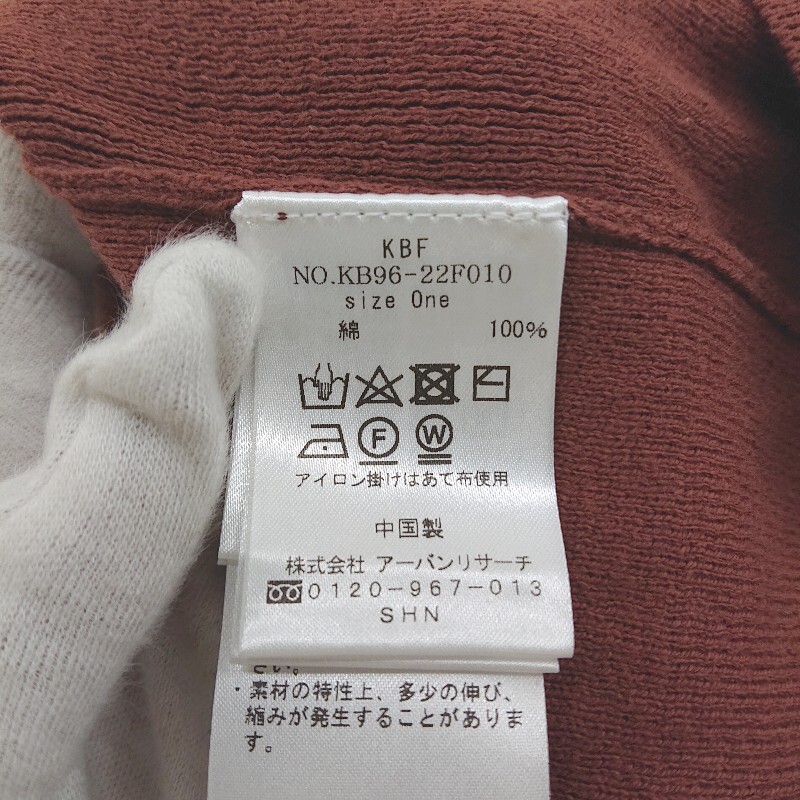 KBF
NO.KB96-22F010
size One
綿 100%
F W
アイロン掛けはあて布使用
中国製
株式会社 アーバンリサーチ
0120-967-013
SHN
さい。
・素材の特性上、多少の伸び、
縮みが発生することがありま
す。